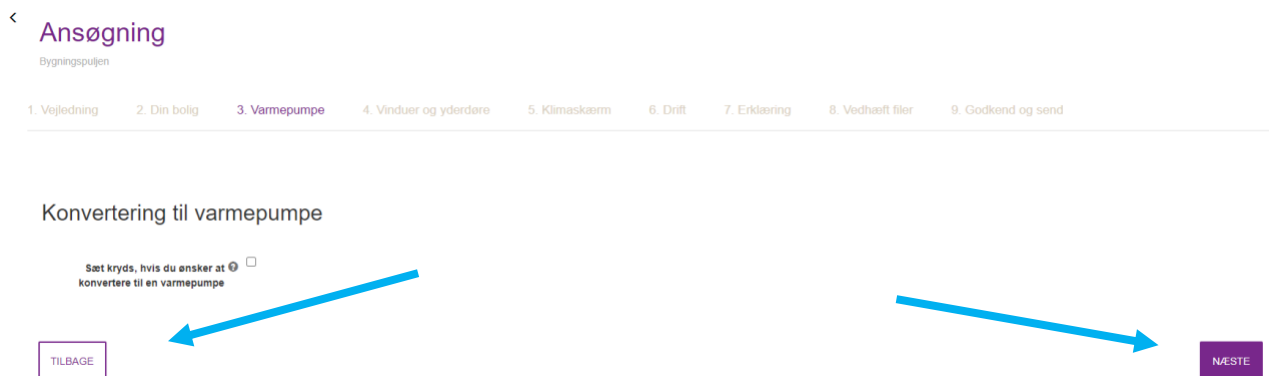 Ansøgning
Bygningspuljen
1. Vejledning 2. Din bolig 3. Varmepumpe 4. Vinduer og yderdøre 5. Klimaskærm 6. Drift 7. Erklæring 8. Vedhæft filer 9. Godkend og send
Konvertering til varmepumpe
Sæt kryds, hvis du ønsker at
konvertere til en varmepumpe
TILBAGE
NÆSTE